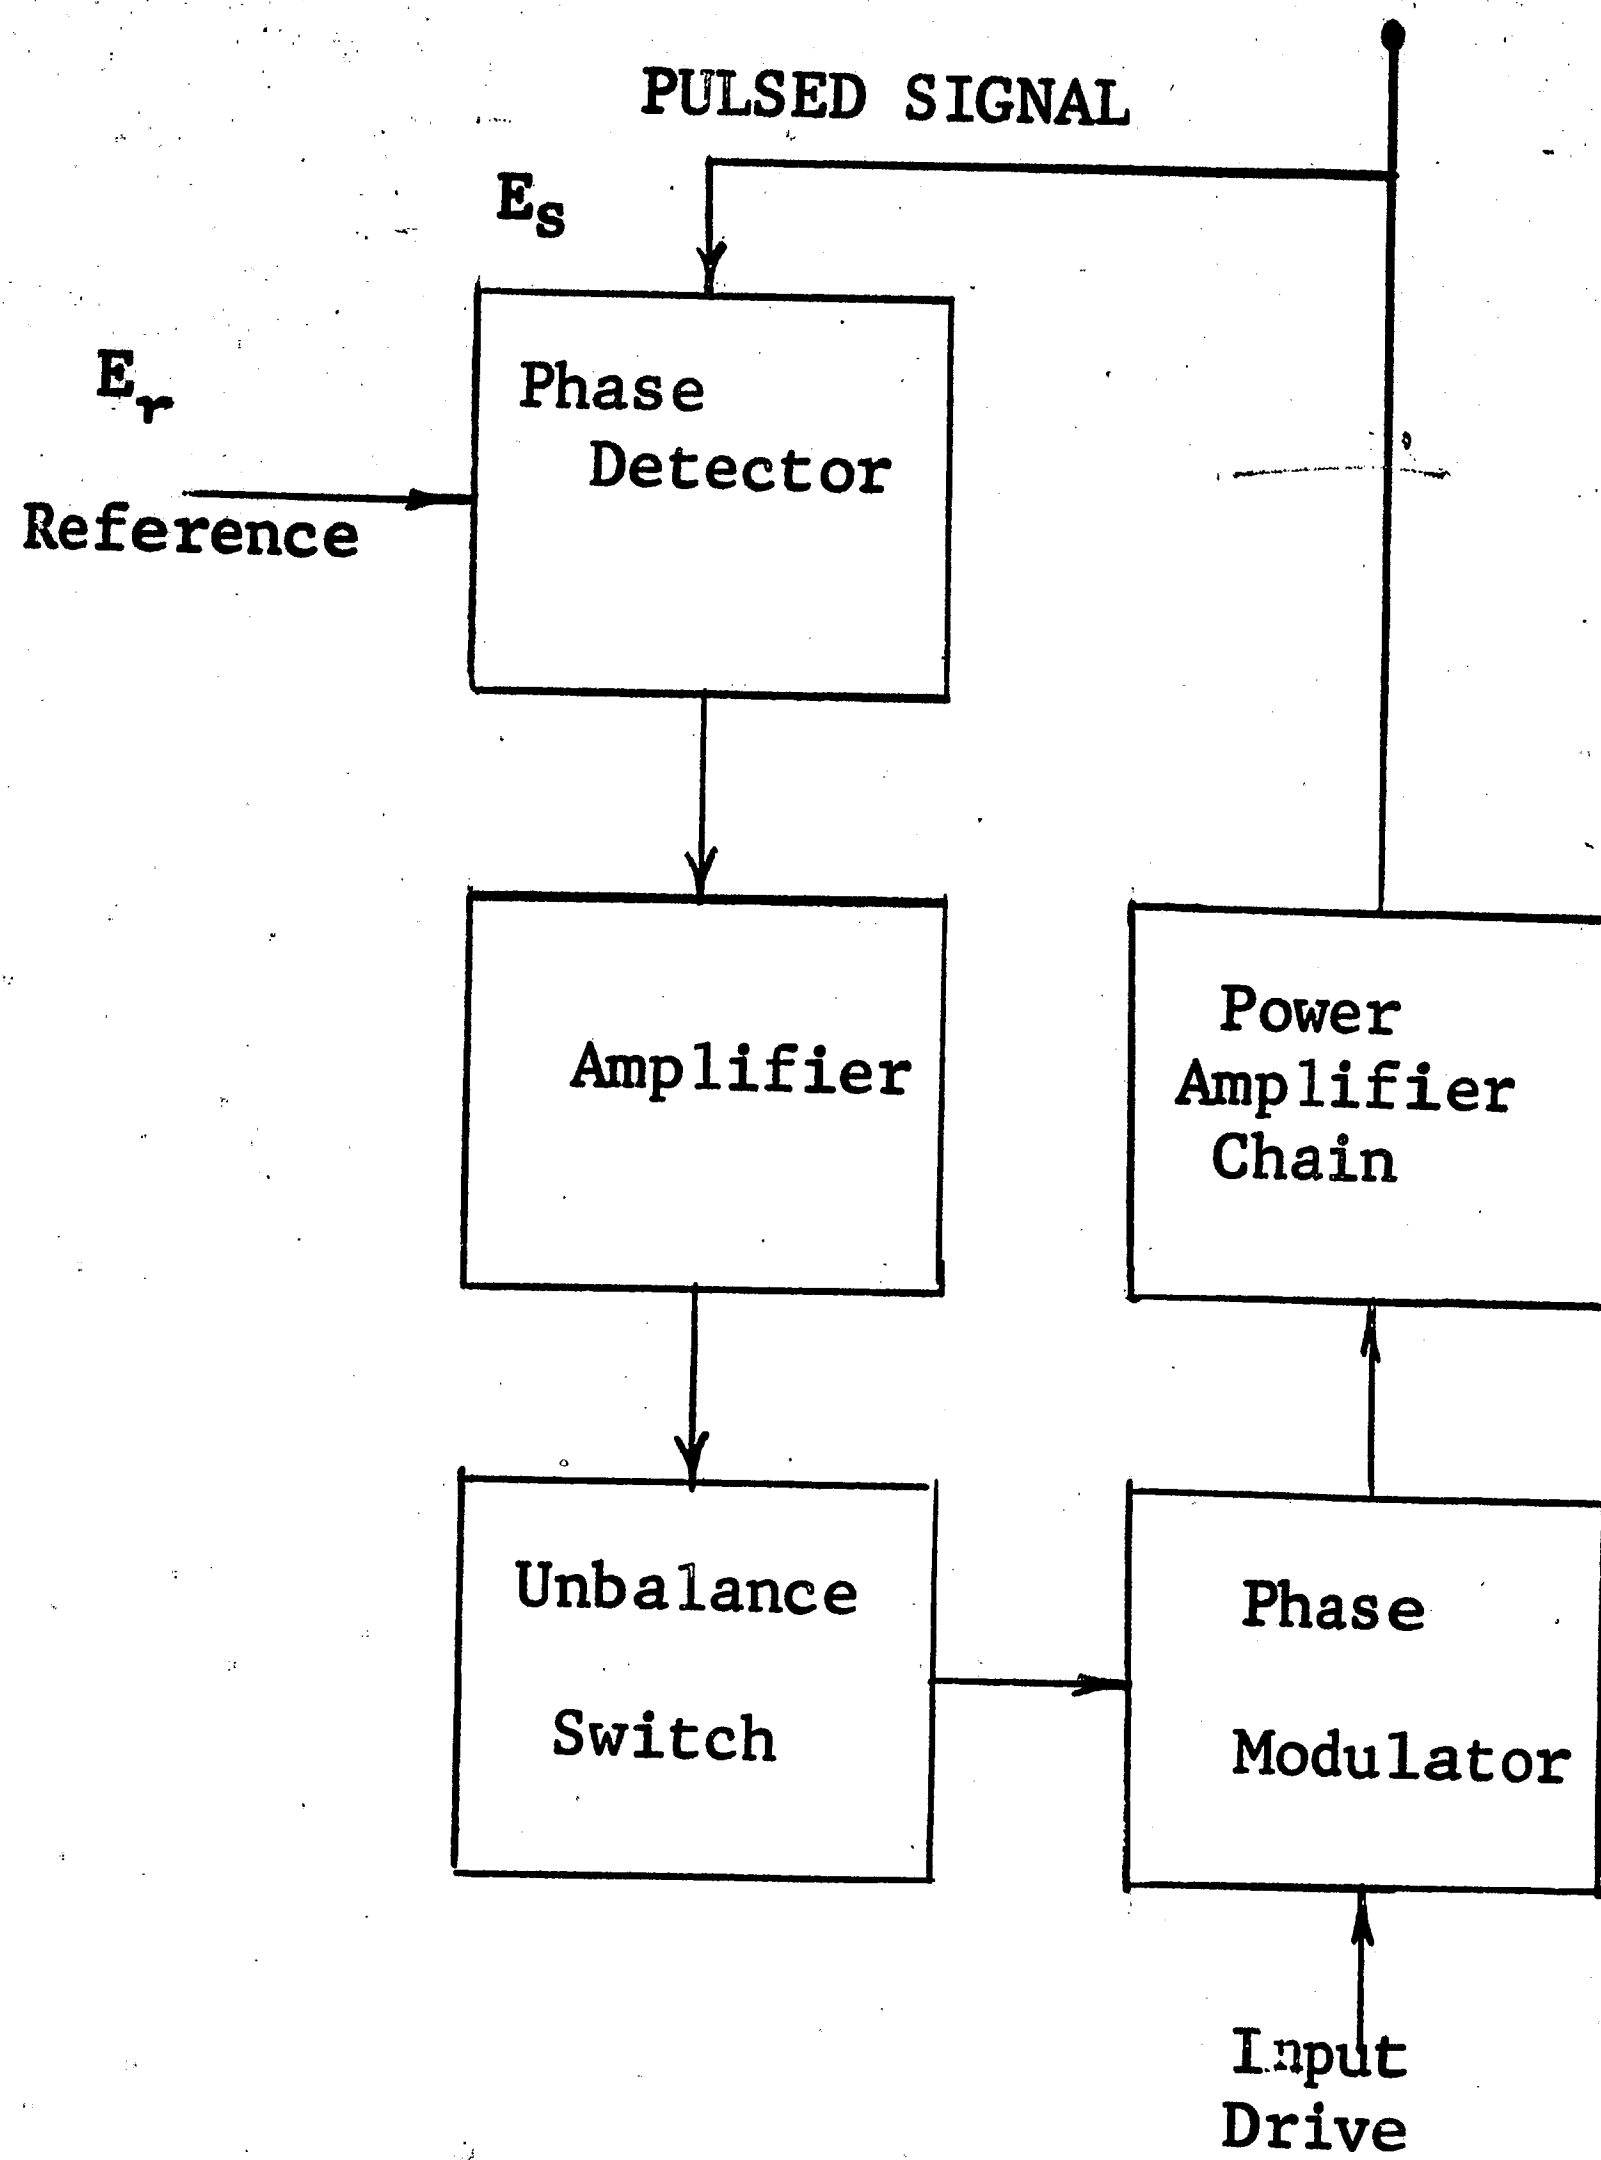 PULSED SIGNAL
Es
Er
Reference
Phase
Detector
Amplifier
Power
Amplifier
Chain
Unbalance
Switch
Phase
Modulator
Input
Drive